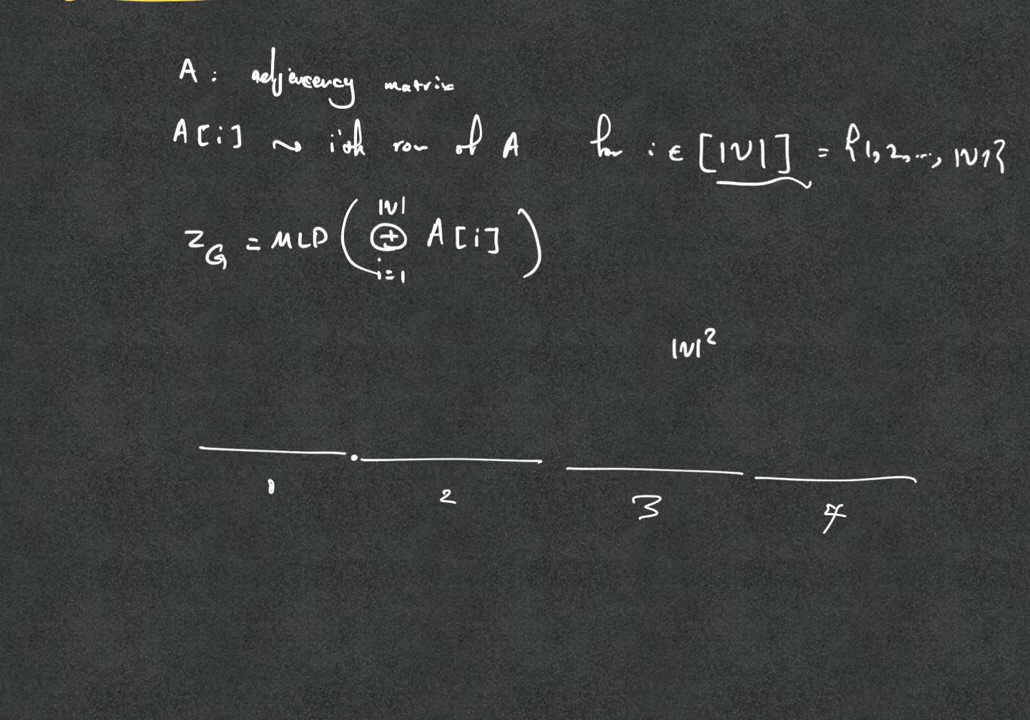 A : adjacency matrix
A[i] ~ i'th row of A for i ∈ [|V|] = {1, 2, ..., |V|}
z_G = MLP ( ⊕_{i=1}^{|V|} A[i] )
|V|²
1 2 3 4